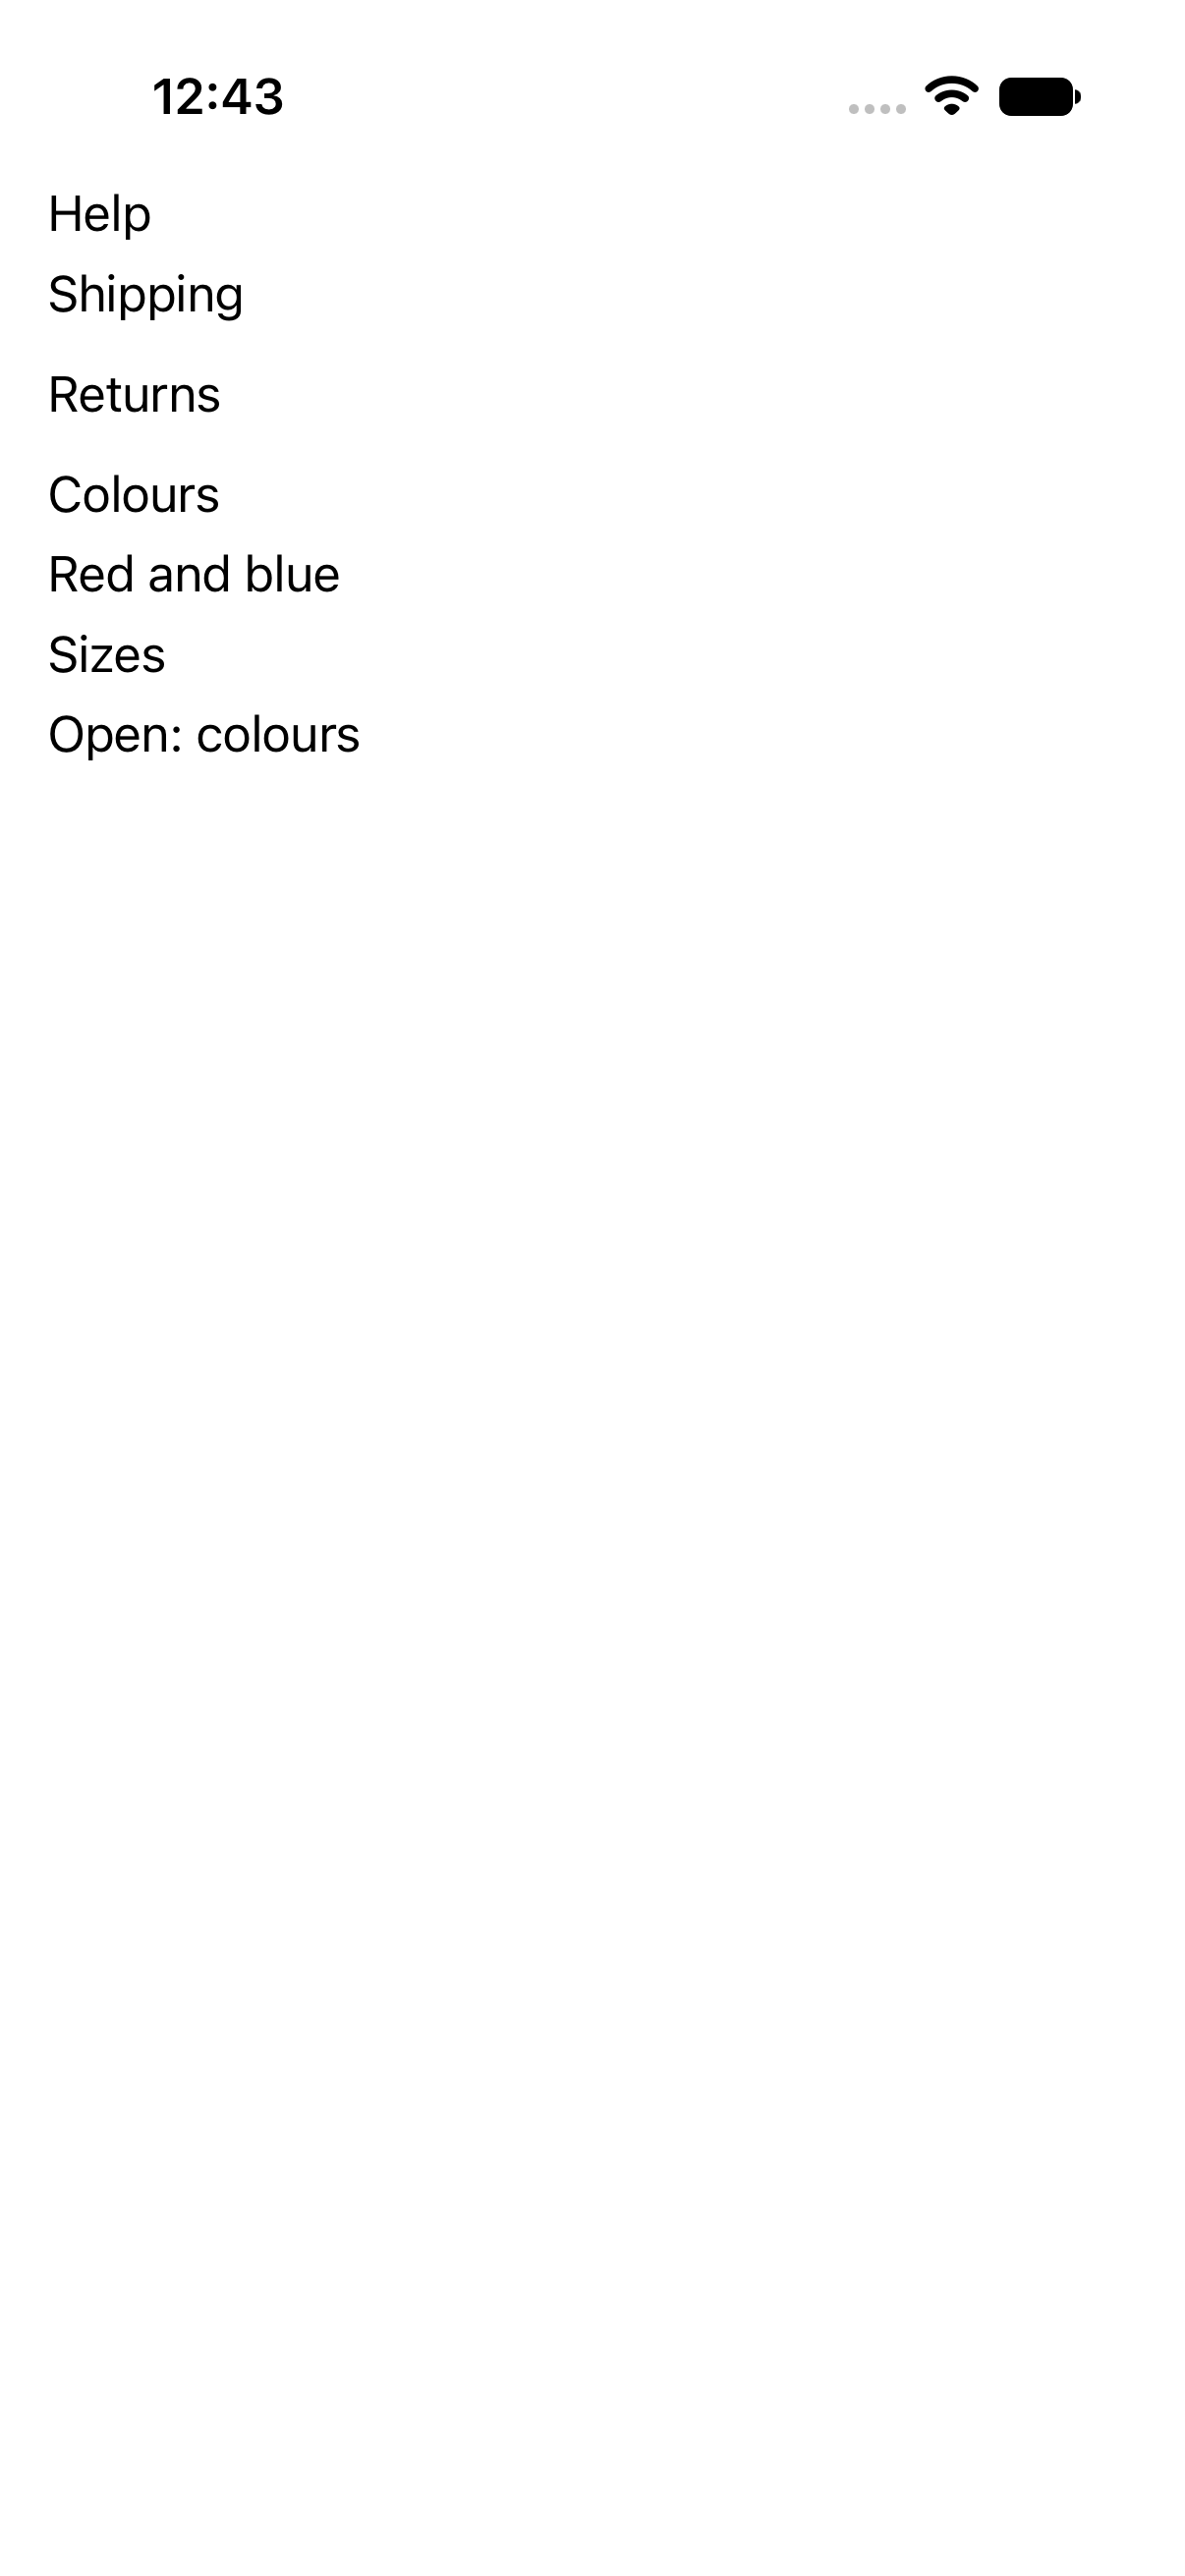 12:43
Help
Shipping
Returns
Colours
Red and blue
Sizes
Open: colours